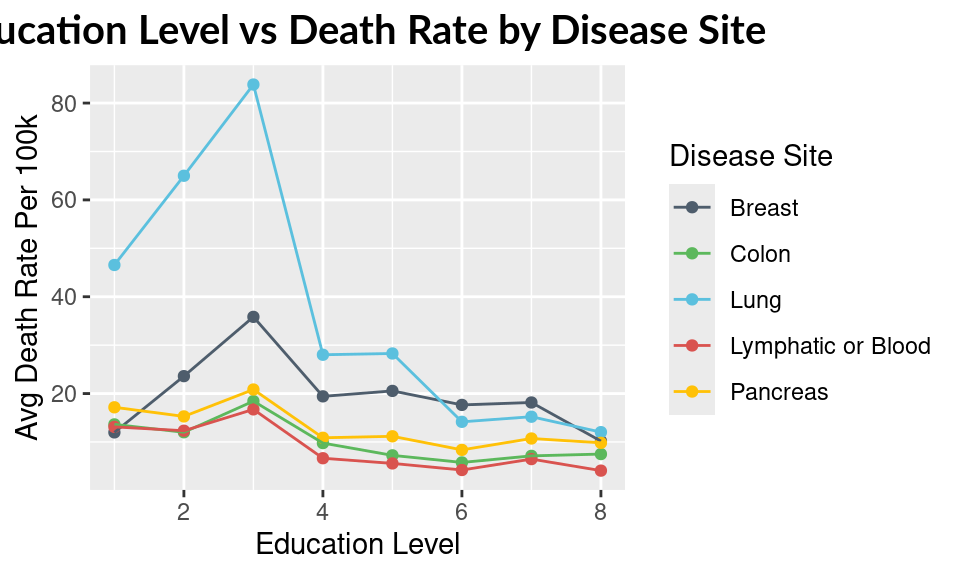 ucation Level vs Death Rate by Disease Site
80
60
40
20
Avg Death Rate Per 100k
2 4 6 8
Education Level
Disease Site
Breast
Colon
Lung
Lymphatic or Blood
Pancreas